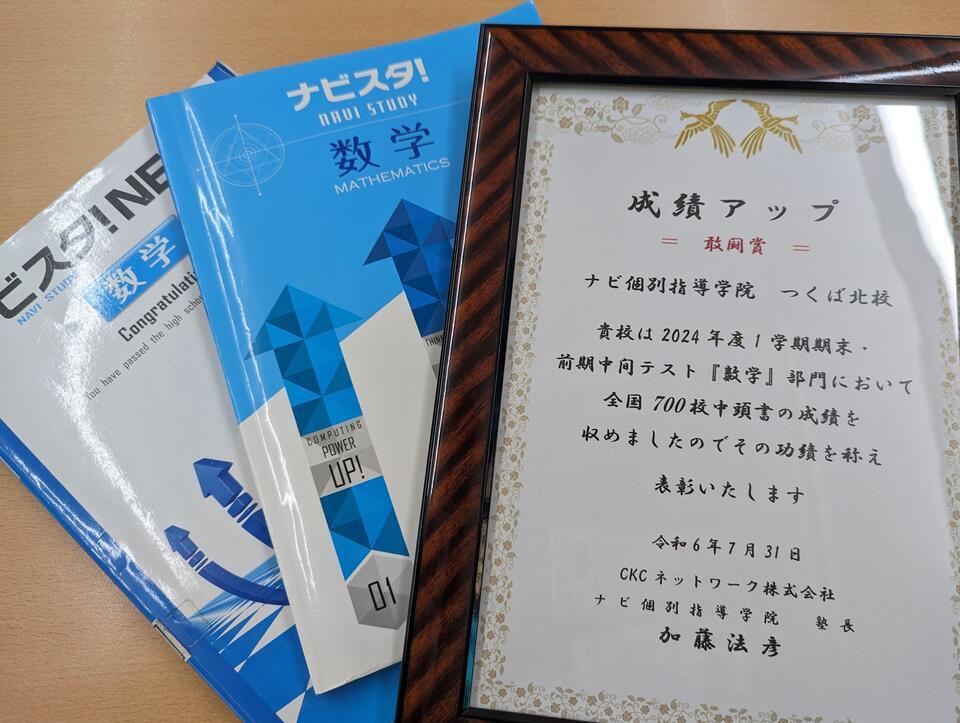 ナビスタ!
NAVI STUDY
数学
MATHEMATICS
COMPUTING
POWER
UP!
01
ビスタ!NE
NAVI STUDY
数学
Congratulati
You have passed the high schoo
成績アップ
= 敢闘賞 =
ナビ個別指導学院 つくば北校
貴校は2024年度1学期期末・
前期中間テスト『数学』部門において
全国700校中頭書の成績を
収めましたのでその功績を称え
表彰いたします
令和6年7月31日
CKCネットワーク株式会社
ナビ個別指導学院 塾長
加藤法彦